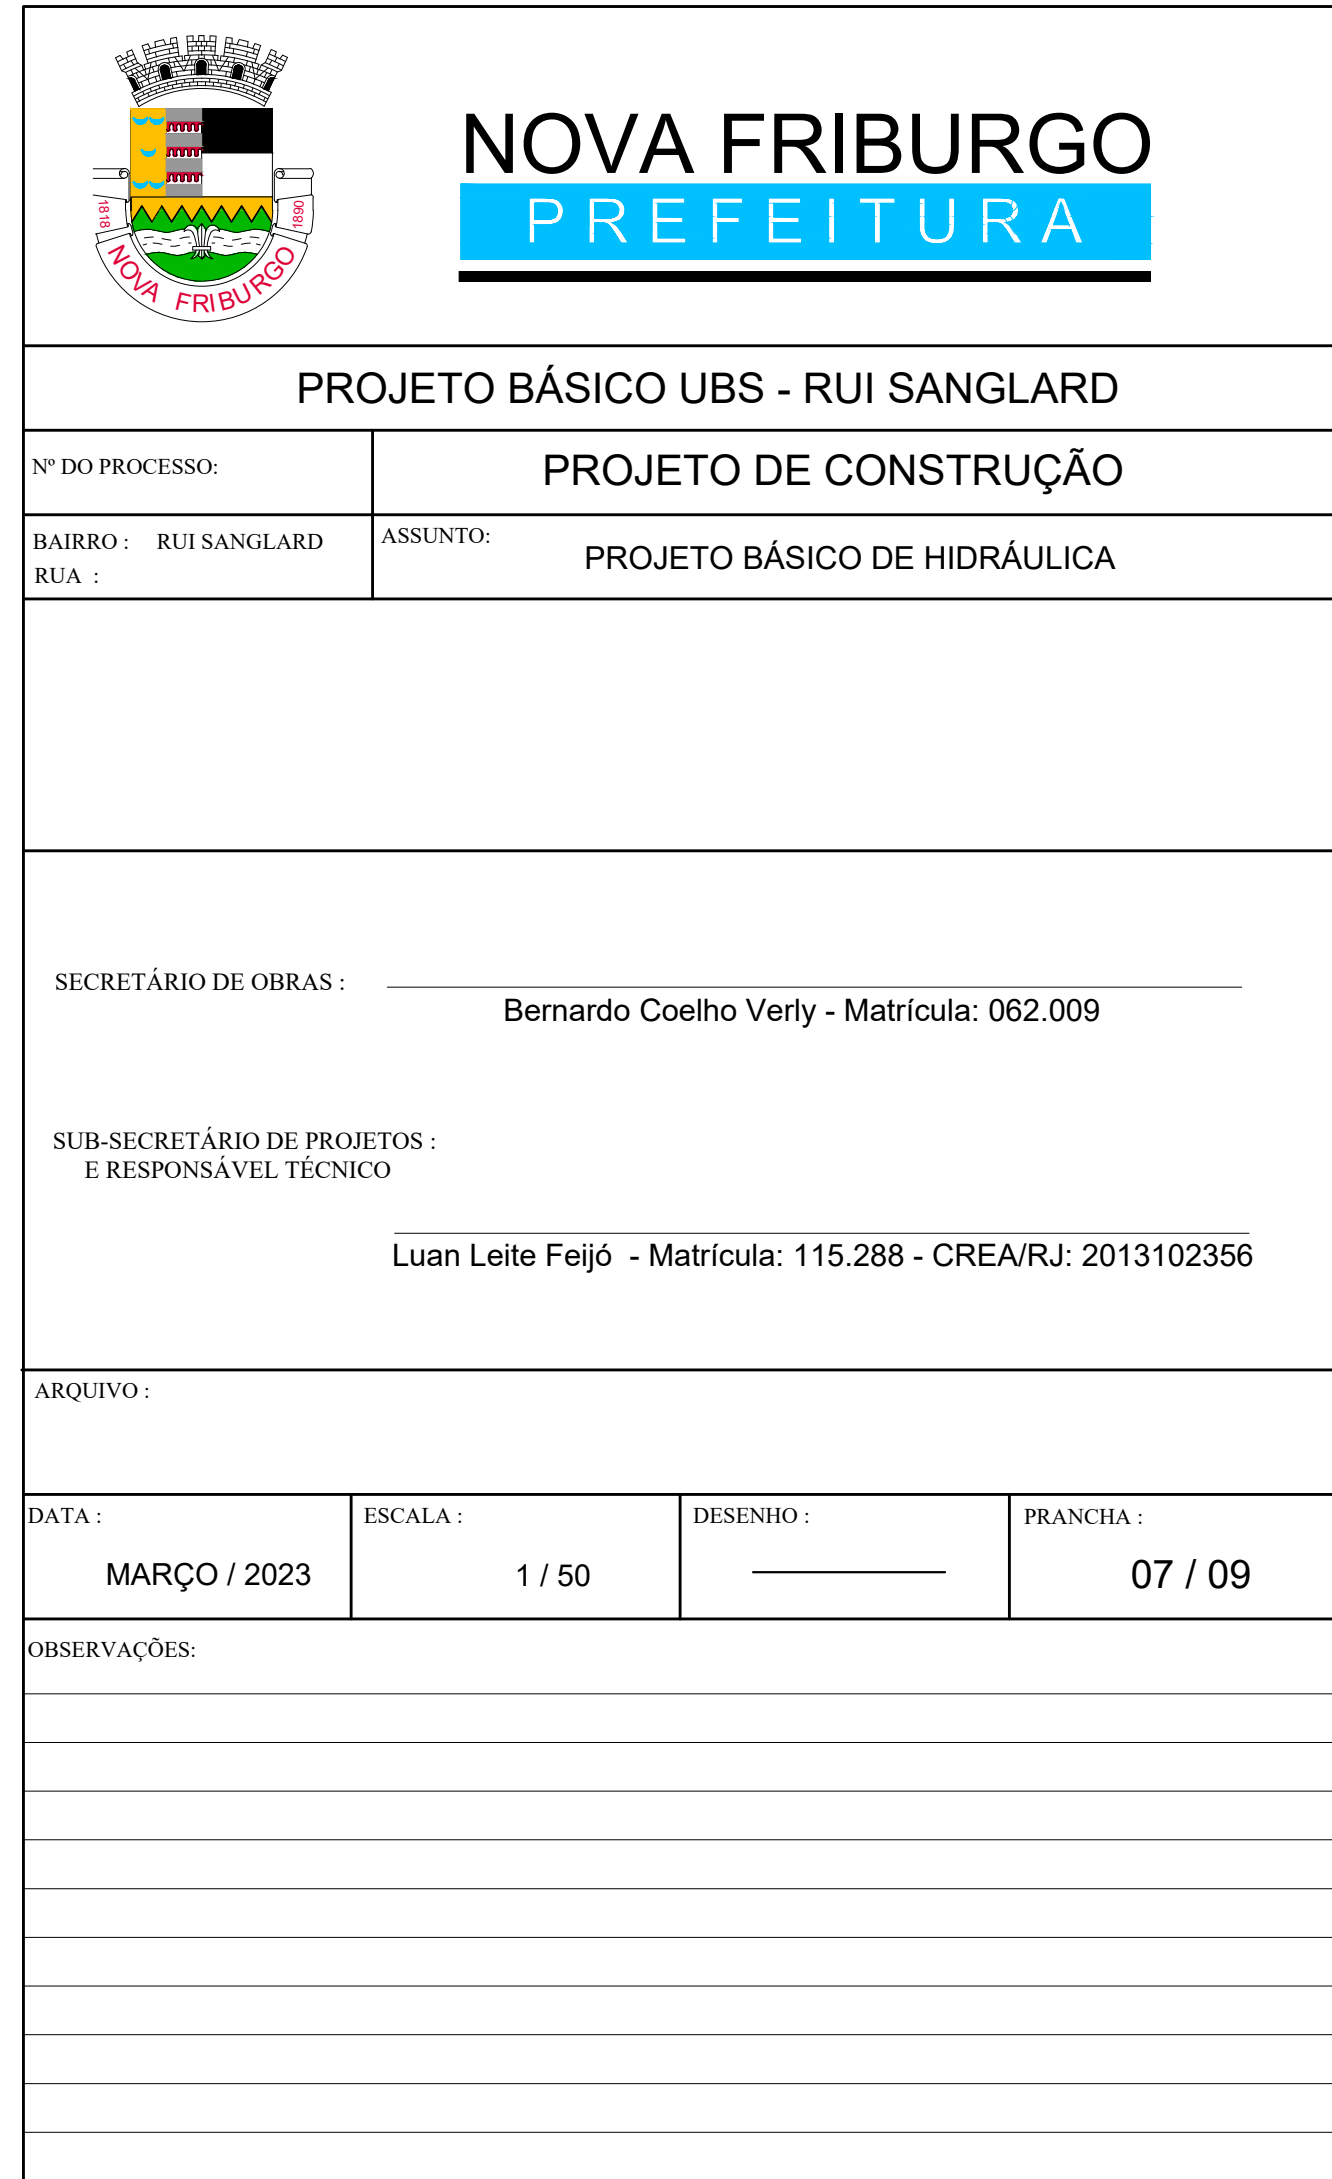 1818
1890
NOVA FRIBURGO
NOVA FRIBURGO
PREFEITURA
PROJETO BÁSICO UBS - RUI SANGLARD
Nº DO PROCESSO:
PROJETO DE CONSTRUÇÃO
BAIRRO : RUI SANGLARD
RUA :
ASSUNTO:
PROJETO BÁSICO DE HIDRÁULICA
SECRETÁRIO DE OBRAS :
Bernardo Coelho Verly - Matrícula: 062.009
SUB-SECRETÁRIO DE PROJETOS :
E RESPONSÁVEL TÉCNICO
Luan Leite Feijó - Matrícula: 115.288 - CREA/RJ: 2013102356
ARQUIVO :
DATA :
MARÇO / 2023
ESCALA :
1 / 50
DESENHO :
PRANCHA :
07 / 09
OBSERVAÇÕES: